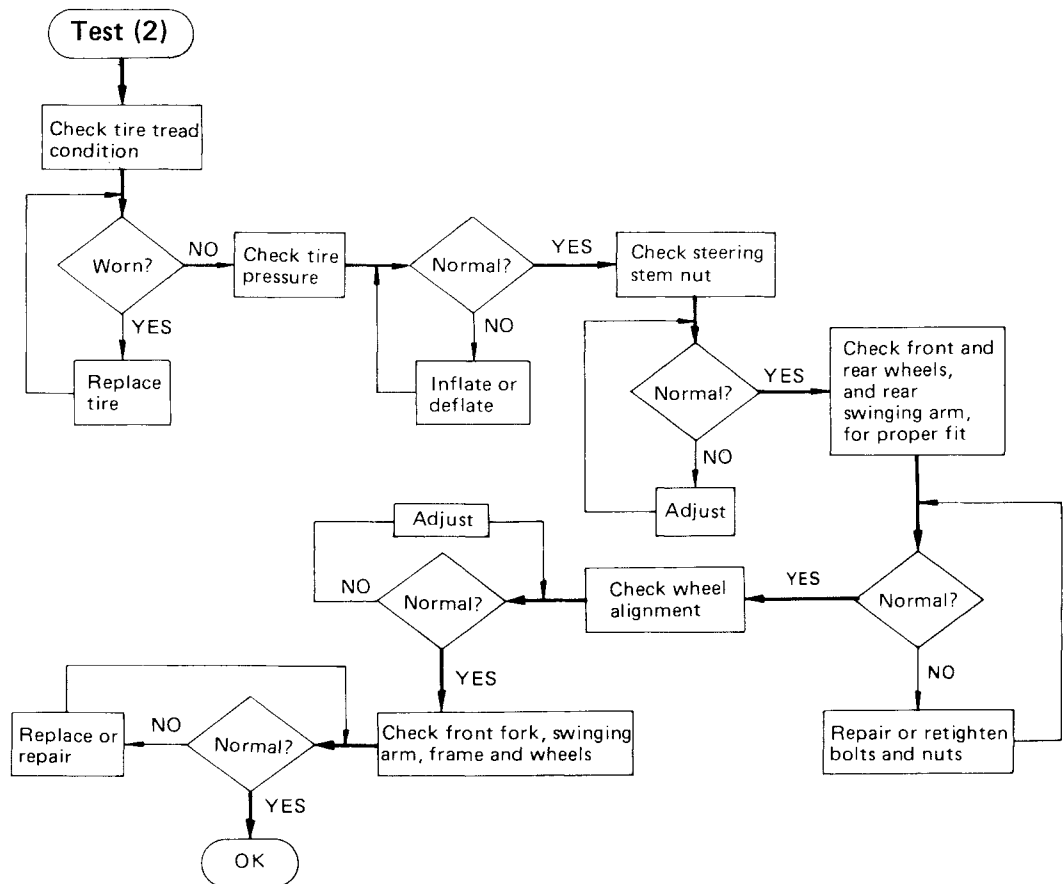 Test (2)
Check tire tread
condition
Worn?
NO
YES
Replace
tire
Check tire
pressure
Normal?
YES
NO
Inflate or
deflate
Check steering
stem nut
Normal?
YES
NO
Adjust
Check front and
rear wheels,
and rear
swinging arm,
for proper fit
Normal?
YES
NO
Repair or retighten
bolts and nuts
Check wheel
alignment
Normal?
NO
Adjust
YES
Check front fork, swinging
arm, frame and wheels
Normal?
NO
Replace or
repair
YES
OK